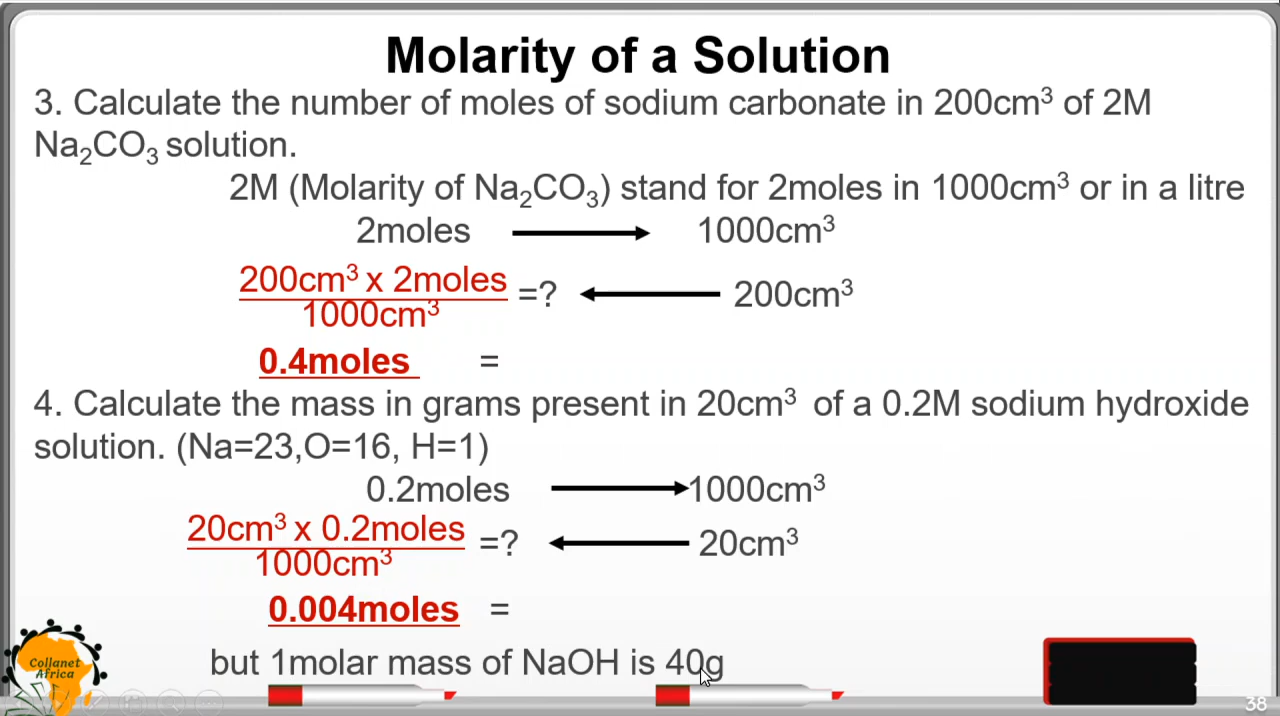 Molarity of a Solution
3. Calculate the number of moles of sodium carbonate in 200cm³ of 2M
Na₂CO₃ solution.
2M (Molarity of Na₂CO₃) stand for 2moles in 1000cm³ or in a litre
2moles 1000cm³
200cm³ x 2moles =? 200cm³
1000cm³
0.4moles =
4. Calculate the mass in grams present in 20cm³ of a 0.2M sodium hydroxide
solution. (Na=23,O=16, H=1)
0.2moles 1000cm³
20cm³ x 0.2moles =? 20cm³
1000cm³
0.004moles =
but 1molar mass of NaOH is 40g
Collanet
Africa
38